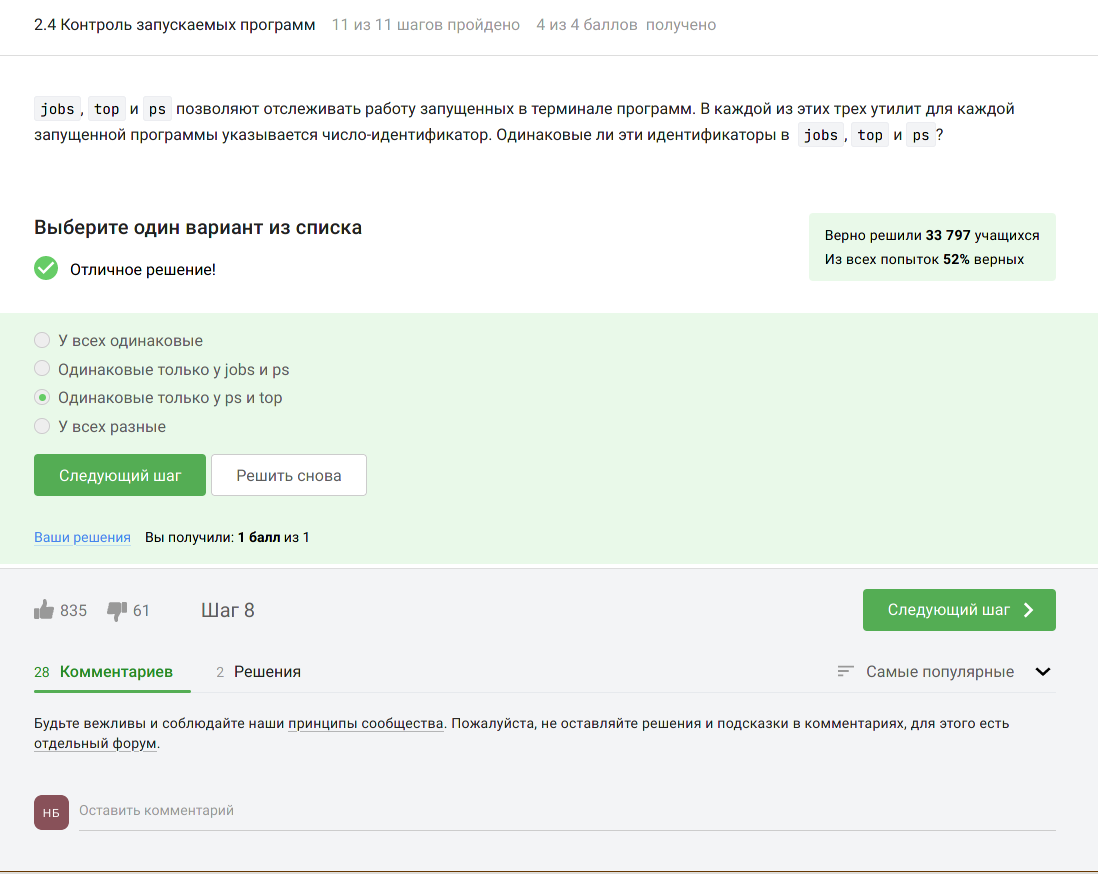 2.4 Контроль запускаемых программ 11 из 11 шагов пройдено 4 из 4 баллов получено
jobs, top и ps позволяют отслеживать работу запущенных в терминале программ. В каждой из этих трех утилит для каждой
запущенной программы указывается число-идентификатор. Одинаковые ли эти идентификаторы в jobs, top и ps?
Выберите один вариант из списка
Верно решили 33 797 учащихся
Из всех попыток 52% верных
Отличное решение!
У всех одинаковые
Одинаковые только у jobs и ps
Одинаковые только у ps и top
У всех разные
Следующий шаг Решить снова
Ваши решения Вы получили: 1 балл из 1
835 61 Шаг 8 Следующий шаг
28 Комментариев 2 Решения Самые популярные
Будьте вежливы и соблюдайте наши принципы сообщества. Пожалуйста, не оставляйте решения и подсказки в комментариях, для этого есть
отдельный форум.
НБ Оставить комментарий